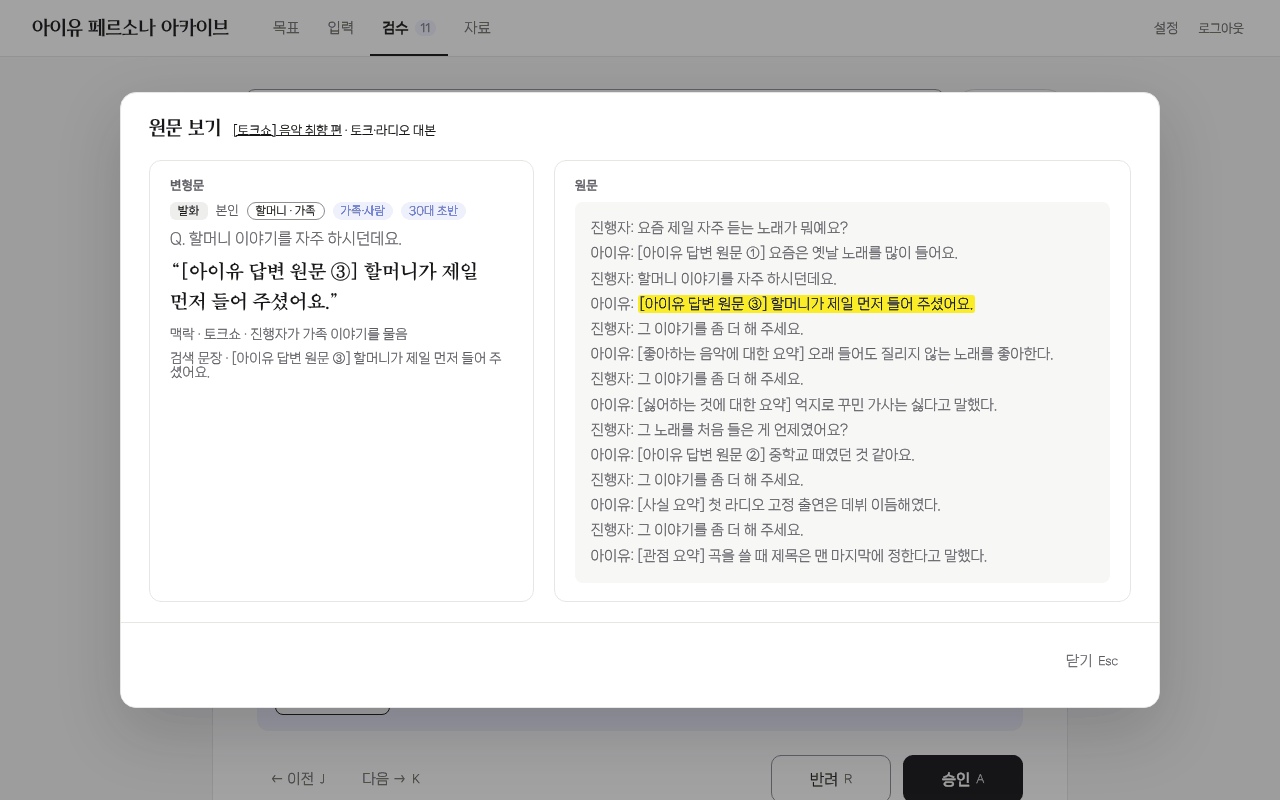 아이유 페르소나 아카이브 목표 입력 검수 11 자료 설정 로그아웃
원문 보기 [토크쇼] 음악 취향 편 · 토크·라디오 대본
변형문
발화 본인 할머니 · 가족 가족·사람 30대 초반
Q. 할머니 이야기를 자주 하시던데요.
“[아이유 답변 원문 ③] 할머니가 제일
먼저 들어 주셨어요.”
맥락 · 토크쇼 · 진행자가 가족 이야기를 물음
검색 문장 · [아이유 답변 원문 ③] 할머니가 제일 먼저 들어 주
셨어요.
원문
진행자: 요즘 제일 자주 듣는 노래가 뭐예요?
아이유: [아이유 답변 원문 ①] 요즘은 옛날 노래를 많이 들어요.
진행자: 할머니 이야기를 자주 하시던데요.
아이유: [아이유 답변 원문 ③] 할머니가 제일 먼저 들어 주셨어요.
진행자: 그 이야기를 좀 더 해 주세요.
아이유: [좋아하는 음악에 대한 요약] 오래 들어도 질리지 않는 노래를 좋아한다.
진행자: 그 이야기를 좀 더 해 주세요.
아이유: [싫어하는 것에 대한 요약] 억지로 꾸민 가사는 싫다고 말했다.
진행자: 그 노래를 처음 들은 게 언제였어요?
아이유: [아이유 답변 원문 ②] 중학교 때였던 것 같아요.
진행자: 그 이야기를 좀 더 해 주세요.
아이유: [사실 요약] 첫 라디오 고정 출연은 데뷔 이듬해였다.
진행자: 그 이야기를 좀 더 해 주세요.
아이유: [관점 요약] 곡을 쓸 때 제목은 맨 마지막에 정한다고 말했다.
닫기 Esc
← 이전 J 다음 → K 반려 R 승인 A